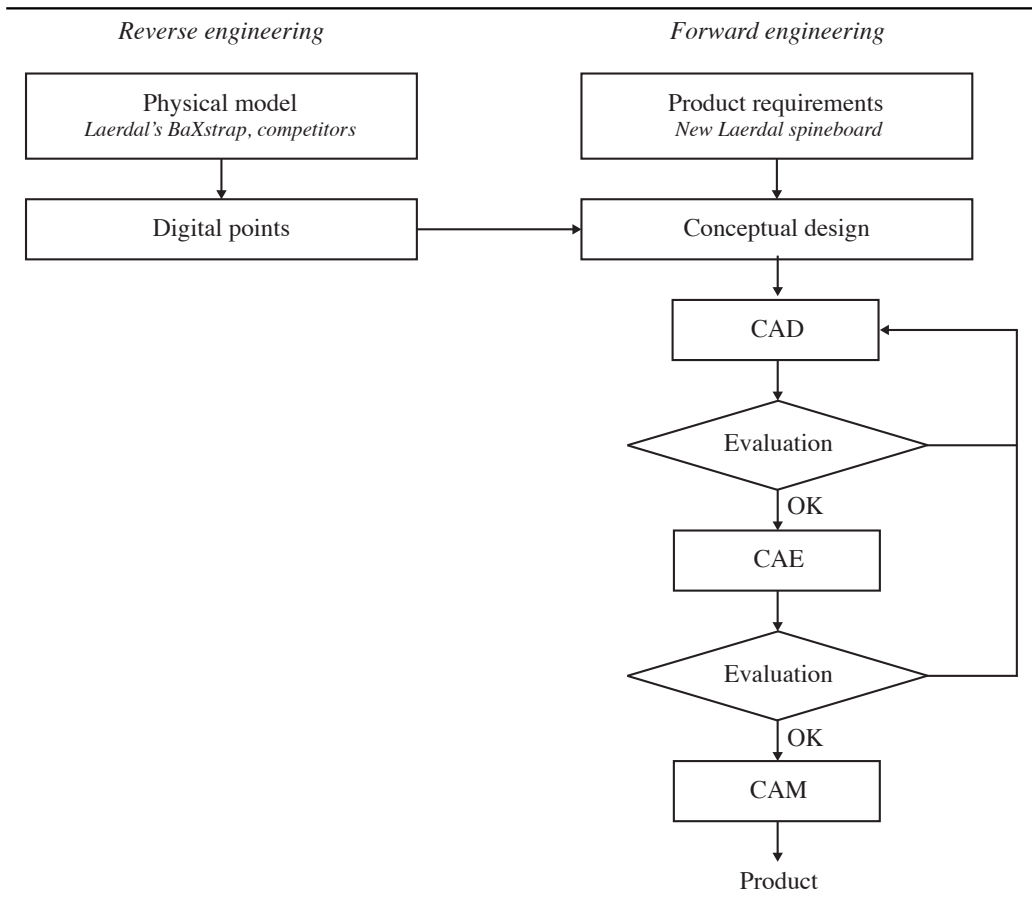 Reverse engineering
Forward engineering
Physical model
Laerdal’s BaXstrap, competitors
Product requirements
New Laerdal spineboard
Digital points
Conceptual design
CAD
Evaluation
OK
CAE
Evaluation
OK
CAM
Product